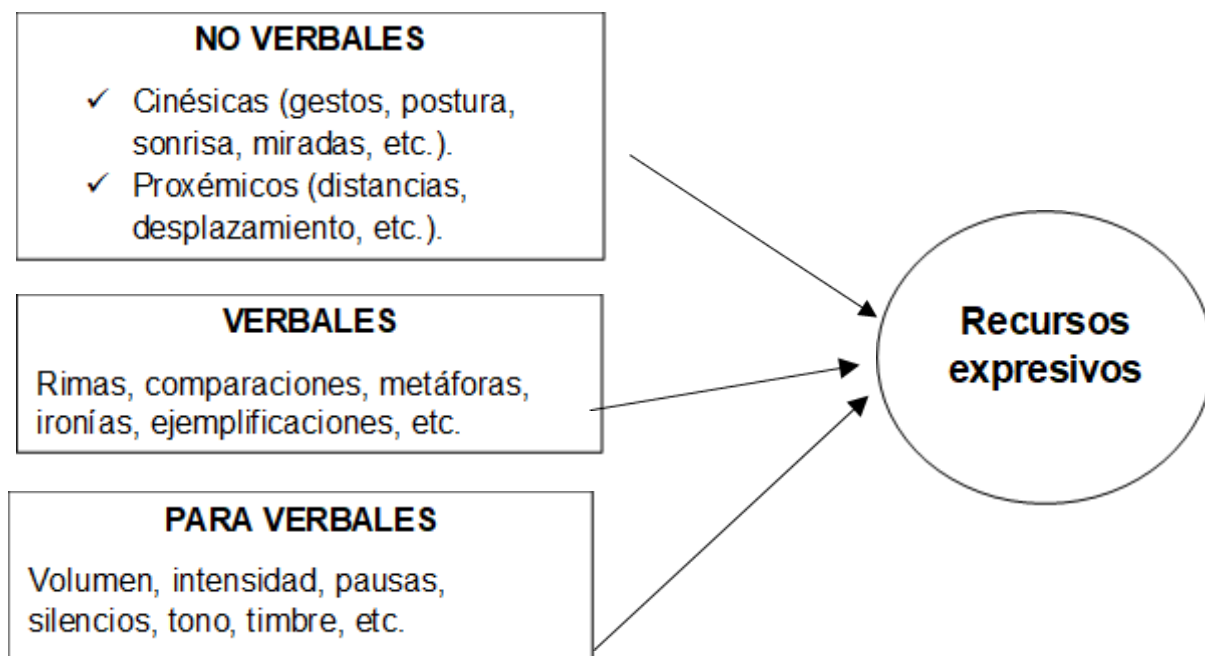 NO VERBALES
✓ Cinésicas (gestos, postura,
sonrisa, miradas, etc.).
✓ Proxémicos (distancias,
desplazamiento, etc.).
VERBALES
Rimas, comparaciones, metáforas,
ironías, ejemplificaciones, etc.
PARA VERBALES
Volumen, intensidad, pausas,
silencios, tono, timbre, etc.
Recursos
expresivos